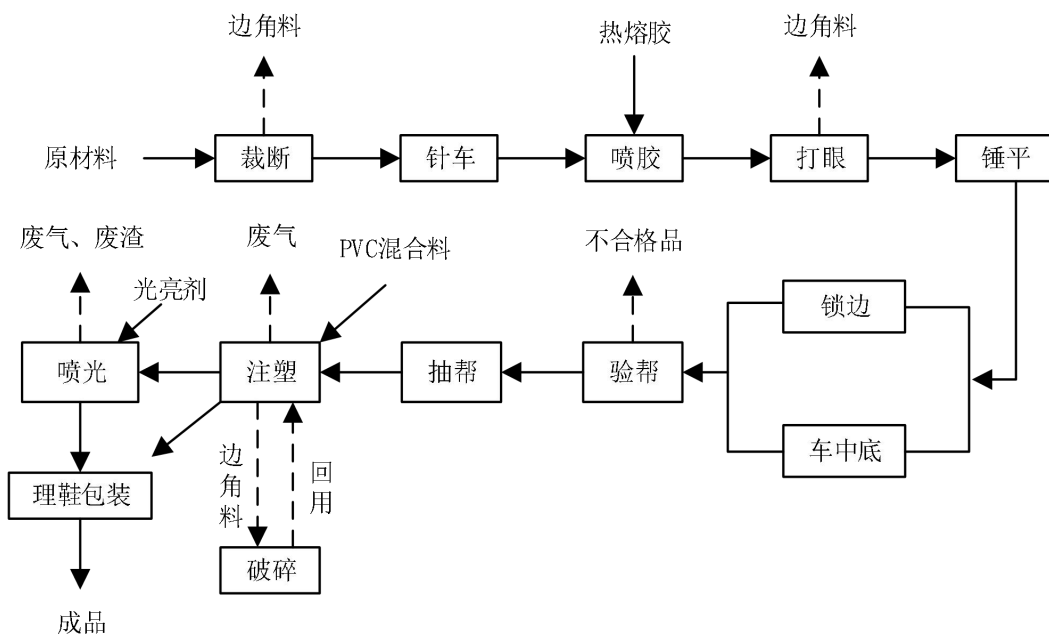 边角料
热熔胶
边角料
原材料
裁断
针车
喷胶
打眼
锤平
废气、废渣
废气
PVC混合料
不合格品
光亮剂
锁边
喷光
注塑
抽帮
验帮
车中底
边角料
回用
理鞋包装
破碎
成品